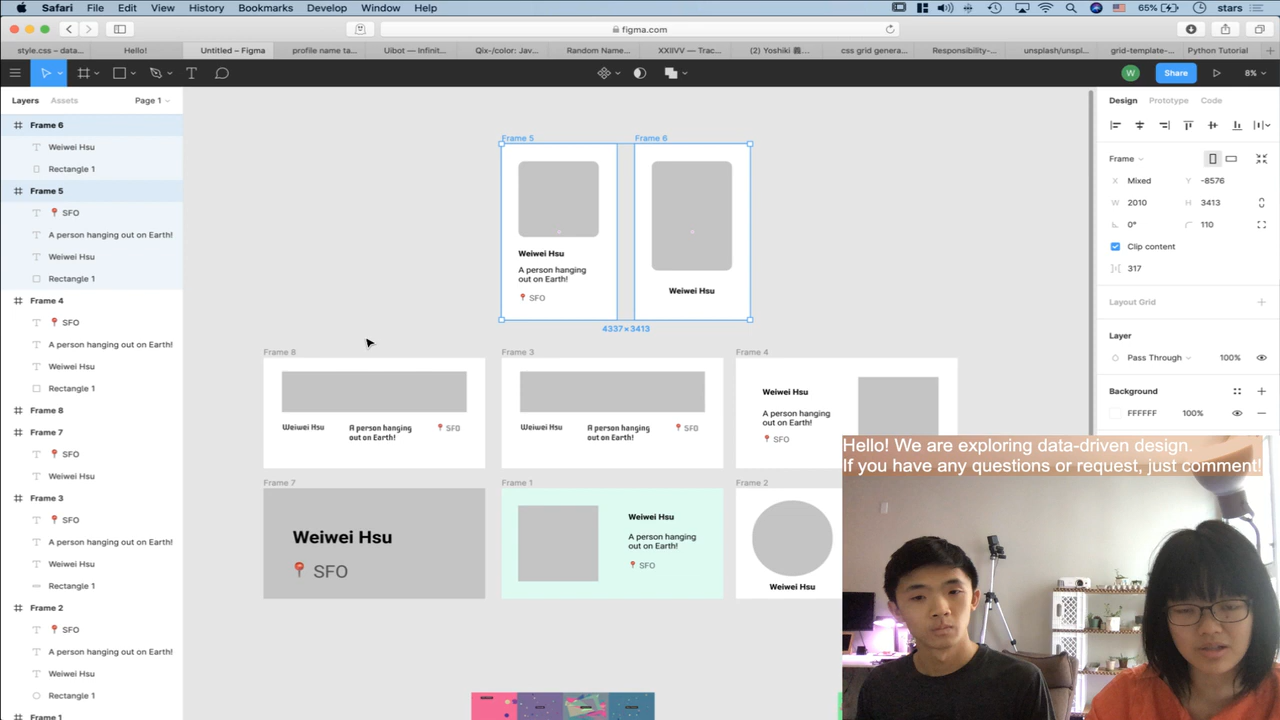 Safari File Edit View History Bookmarks Develop Window Help 65% stars
figma.com
style.css – data... Hello! Untitled – Figma profile name ta... Uibot — Infinit... Qix-/color: Jav... Random Name... XXIIVV — Trac... (2) Yoshiki 義... css grid genera... Responsibility-... unsplash/unspl... grid-template-... Python Tutorial
W Share 8%
Layers Assets Page 1
Frame 6
Weiwei Hsu
Rectangle 1
Frame 5
📍 SFO
A person hanging out on Earth!
Weiwei Hsu
Rectangle 1
Frame 4
📍 SFO
A person hanging out on Earth!
Weiwei Hsu
Rectangle 1
Frame 8
Frame 7
📍 SFO
Weiwei Hsu
Frame 3
📍 SFO
A person hanging out on Earth!
Weiwei Hsu
Rectangle 1
Frame 2
📍 SFO
A person hanging out on Earth!
Weiwei Hsu
Rectangle 1
Frame 1
Frame 5
Weiwei Hsu
A person hanging
out on Earth!
📍 SFO
Frame 6
Weiwei Hsu
4337 × 3413
Frame 8
Weiwei Hsu
A person hanging
out on Earth!
📍 SFO
Frame 3
Weiwei Hsu
A person hanging
out on Earth!
📍 SFO
Frame 4
Weiwei Hsu
A person hanging
out on Earth!
📍 SFO
Frame 7
Weiwei Hsu
📍 SFO
Frame 1
Weiwei Hsu
A person hanging
out on Earth!
📍 SFO
Frame 2
Weiwei Hsu
Design Prototype Code
Frame
X Mixed Y -8576
W 2010 H 3413
0° 110
Clip content
317
Layout Grid
Layer
Pass Through 100%
Background
FFFFFF 100%
Hello! We are exploring data-driven design.
If you have any questions or request, just comment!